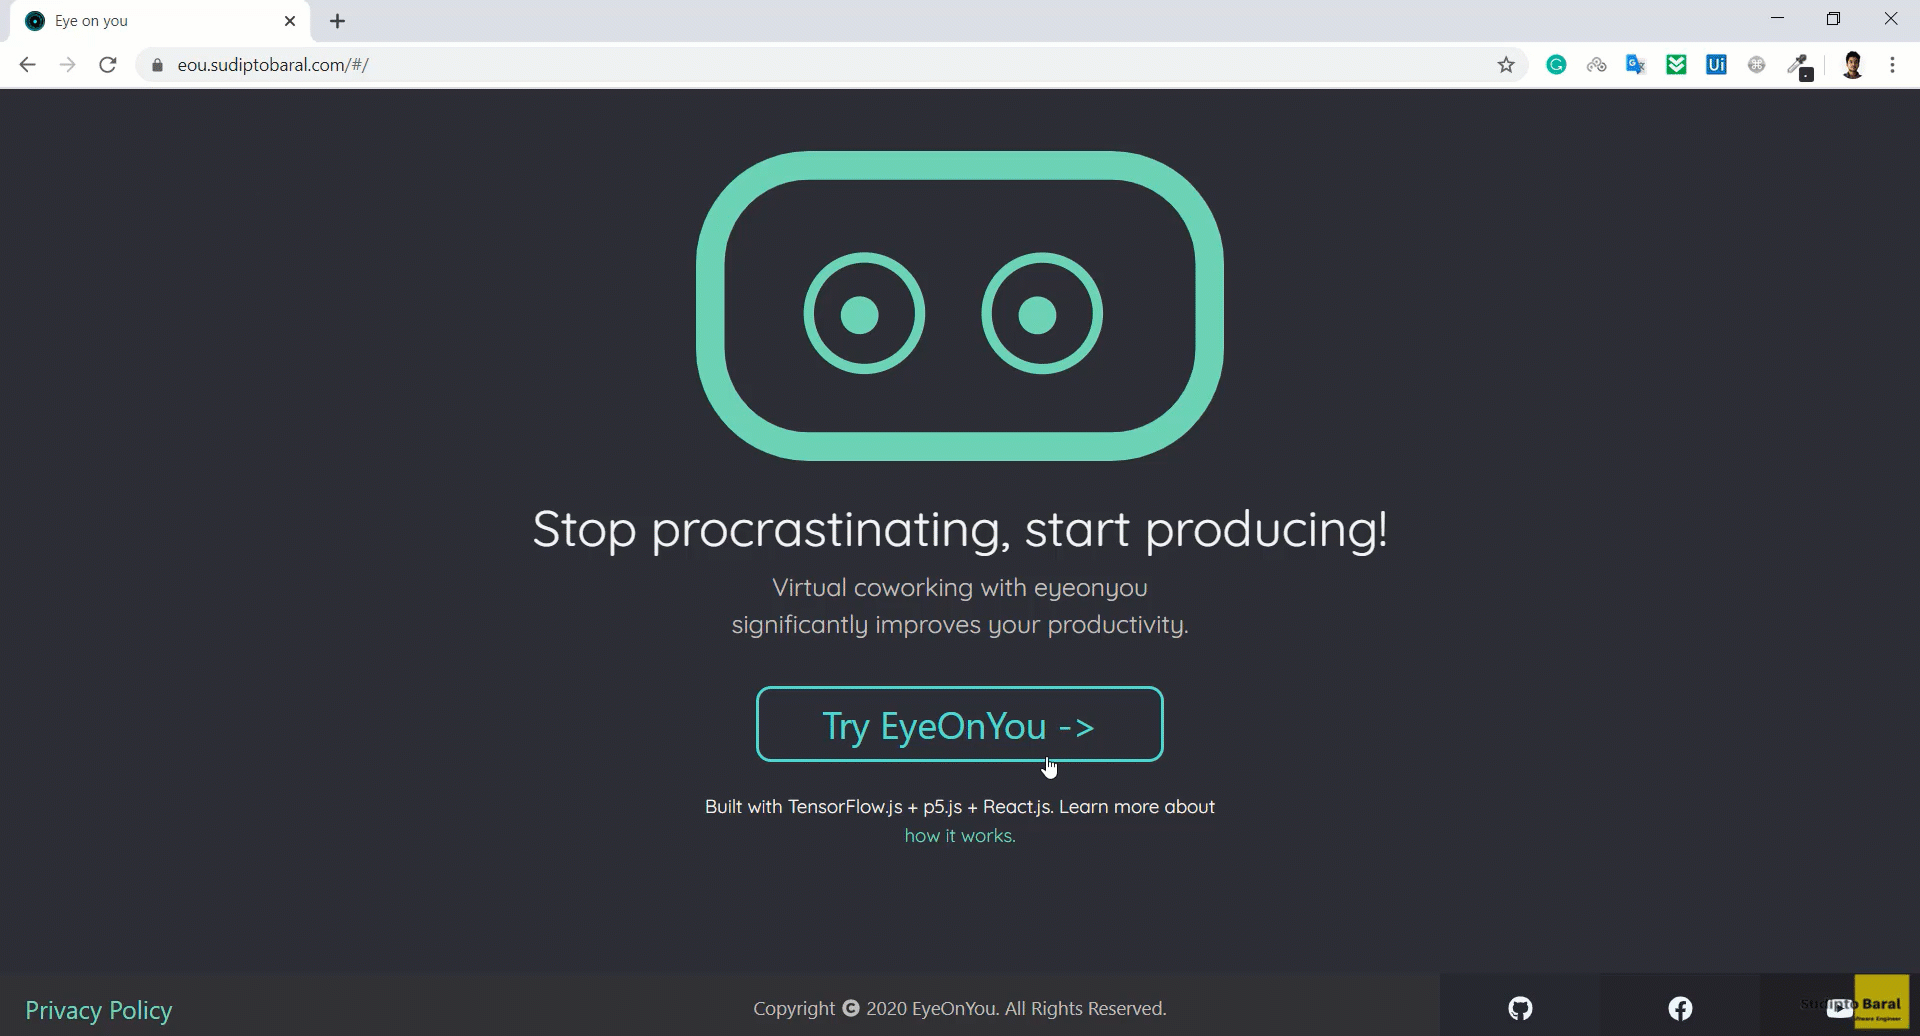 Eye on you
eou.sudiptobaral.com/#/
Ui
Stop procrastinating, start producing!
Virtual coworking with eyeonyou
significantly improves your productivity.
Try EyeOnYou ->
Built with TensorFlow.js + p5.js + React.js. Learn more about
how it works.
Privacy Policy
Copyright © 2020 EyeOnYou. All Rights Reserved.
Baral
Engineer